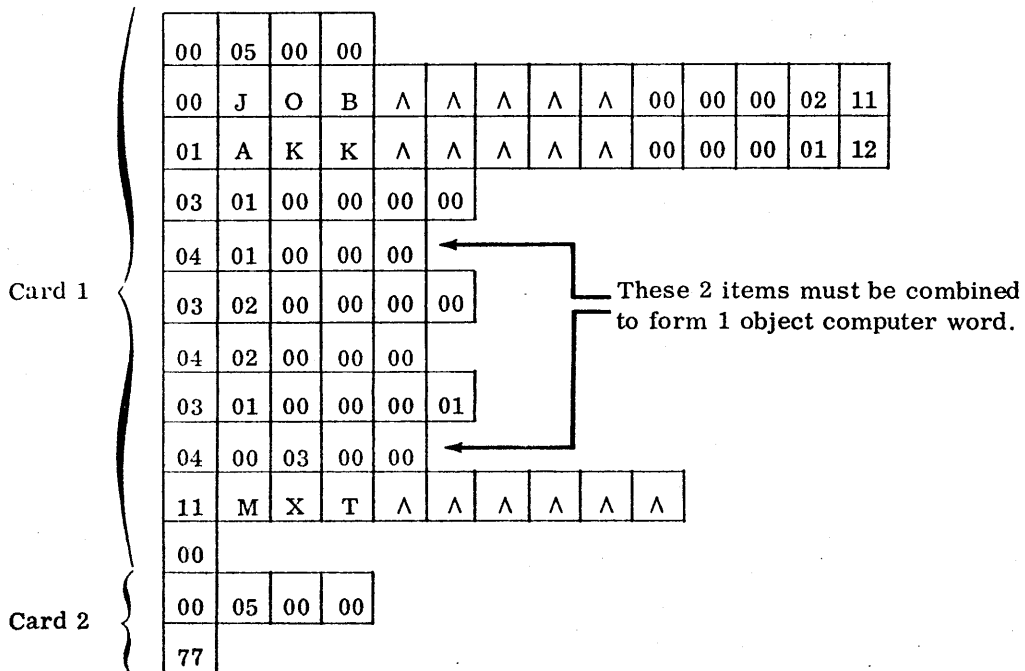 00 05 00 00
00 J O B Λ Λ Λ Λ Λ 00 00 00 02 11
01 A K K Λ Λ Λ Λ Λ 00 00 00 01 12
03 01 00 00 00 00
04 01 00 00 00
Card 1
03 02 00 00 00 00
These 2 items must be combined
to form 1 object computer word.
04 02 00 00 00
03 01 00 00 00 01
04 00 03 00 00
11 M X T Λ Λ Λ Λ Λ Λ
00
Card 2
00 05 00 00
77